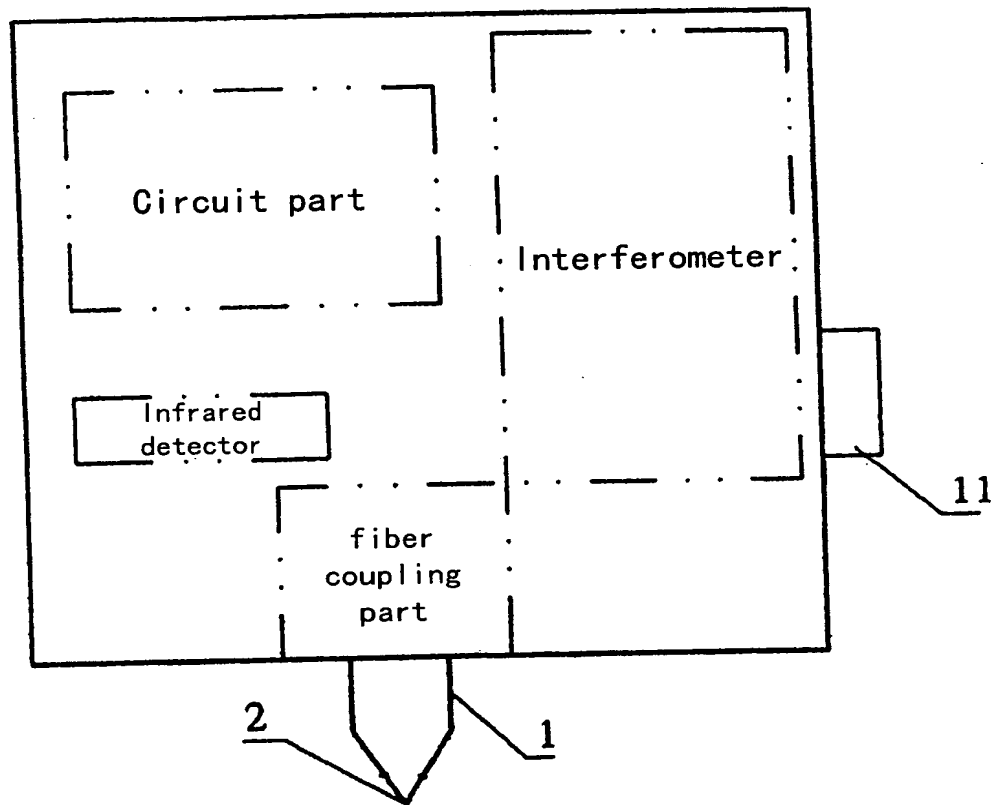 Circuit part
Interferometer
Infrared
detector
11
fiber
coupling
part
2
1